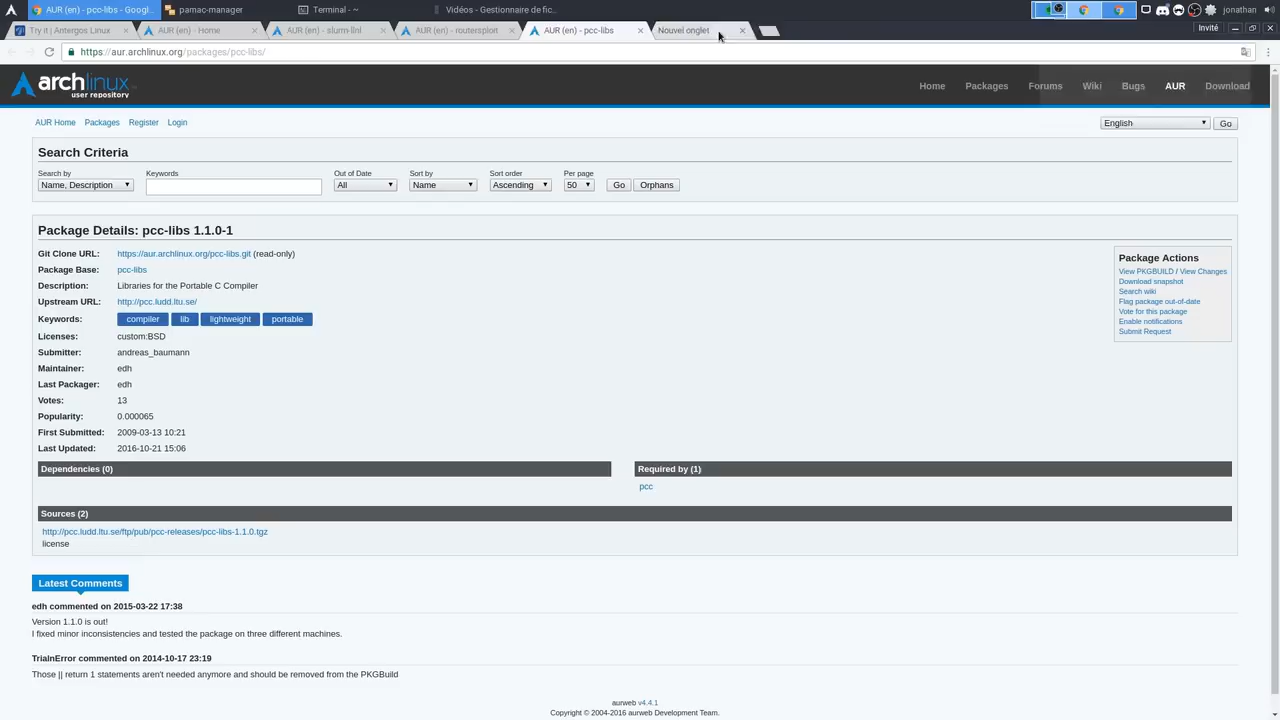 AUR (en) - pcc-libs - Googl...
pamac-manager
Terminal - ~
Vidéos - Gestionnaire de fic...
jonathan
Try it | Antergos Linux
AUR (en) - Home
AUR (en) - slurm-llnl
AUR (en) - routersploit
AUR (en) - pcc-libs
Nouvel onglet
Invité
https://aur.archlinux.org/packages/pcc-libs/
archlinux
user repository
Home
Packages
Forums
Wiki
Bugs
AUR
Download
AUR Home
Packages
Register
Login
English
Go
Search Criteria
Search by
Keywords
Out of Date
Sort by
Sort order
Per page
Name, Description
All
Name
Ascending
50
Go
Orphans
Package Details: pcc-libs 1.1.0-1
Git Clone URL: https://aur.archlinux.org/pcc-libs.git (read-only)
Package Base: pcc-libs
Description: Libraries for the Portable C Compiler
Upstream URL: http://pcc.ludd.ltu.se/
Keywords: compiler lib lightweight portable
Licenses: custom:BSD
Submitter: andreas_baumann
Maintainer: edh
Last Packager: edh
Votes: 13
Popularity: 0.000065
First Submitted: 2009-03-13 10:21
Last Updated: 2016-10-21 15:06
Package Actions
View PKGBUILD / View Changes
Download snapshot
Search wiki
Flag package out-of-date
Vote for this package
Enable notifications
Submit Request
Dependencies (0)
Required by (1)
pcc
Sources (2)
http://pcc.ludd.ltu.se/ftp/pub/pcc-releases/pcc-libs-1.1.0.tgz
license
Latest Comments
edh commented on 2015-03-22 17:38
Version 1.1.0 is out!
I fixed minor inconsistencies and tested the package on three different machines.
TrialnError commented on 2014-10-17 23:19
Those || return 1 statements aren't needed anymore and should be removed from the PKGBuild
aurweb v4.4.1
Copyright © 2004-2016 aurweb Development Team.